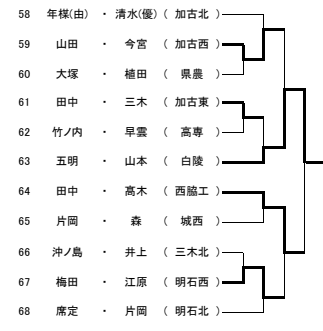 58 年樣(由) ・ 清水(優) ( 加古北 )
59 山田 ・ 今宮 ( 加古西 )
60 大塚 ・ 植田 ( 県農 )
61 田中 ・ 三木 ( 加古東 )
62 竹ノ内 ・ 早雲 ( 高専 )
63 五明 ・ 山本 ( 白陵 )
64 田中 ・ 髙木 ( 西脇工 )
65 片岡 ・ 森 ( 城西 )
66 沖ノ島 ・ 井上 ( 三木北 )
67 梅田 ・ 江原 ( 明石西 )
68 席定 ・ 片岡 ( 明石北 )